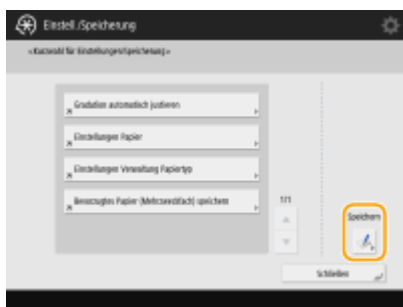 Einstell./Speicherung
<Kurzwahl für Einstellungen/Speicherung>
Gradation automatisch justieren
Einstellungen Papier
Einstellungen Verwaltung Papiertyp
Bevorzugtes Papier (Mehrzweckfach) speichern
1/1
Speichern
Schließen